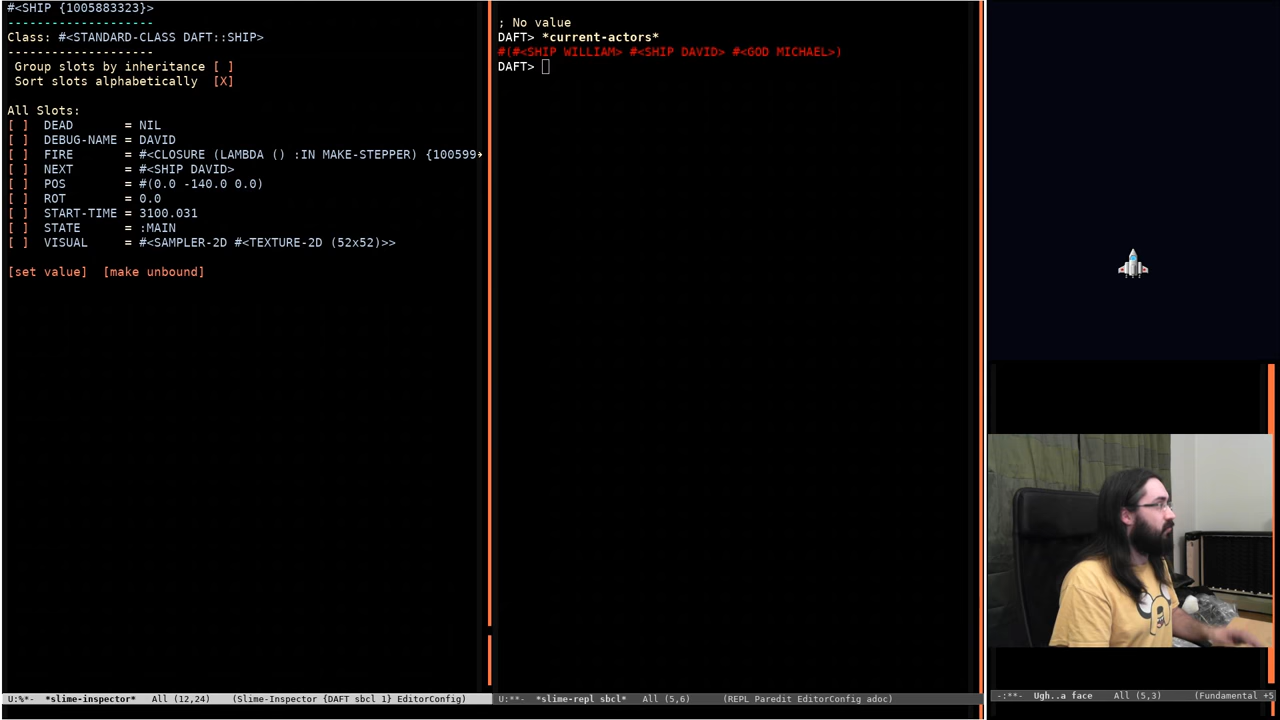 #<SHIP {1005883323}>
--------------------
Class: #<STANDARD-CLASS DAFT::SHIP>
--------------------
Group slots by inheritance [ ]
Sort slots alphabetically [X]
All Slots:
[ ] DEAD = NIL
[ ] DEBUG-NAME = DAVID
[ ] FIRE = #<CLOSURE (LAMBDA () :IN MAKE-STEPPER) {100599
[ ] NEXT = #<SHIP DAVID>
[ ] POS = #(0.0 -140.0 0.0)
[ ] ROT = 0.0
[ ] START-TIME = 3100.031
[ ] STATE = :MAIN
[ ] VISUAL = #<SAMPLER-2D #<TEXTURE-2D (52x52)>>
[set value] [make unbound]
U:%*- *slime-inspector* All (12,24) (Slime-Inspector {DAFT sbcl 1} EditorConfig)
; No value
DAFT> *current-actors*
#(#<SHIP WILLIAM> #<SHIP DAVID> #<GOD MICHAEL>)
DAFT>
U:**- *slime-repl sbcl* All (5,6) (REPL Paredit EditorConfig adoc)
-:**- Ugh..a face All (5,3) (Fundamental +5